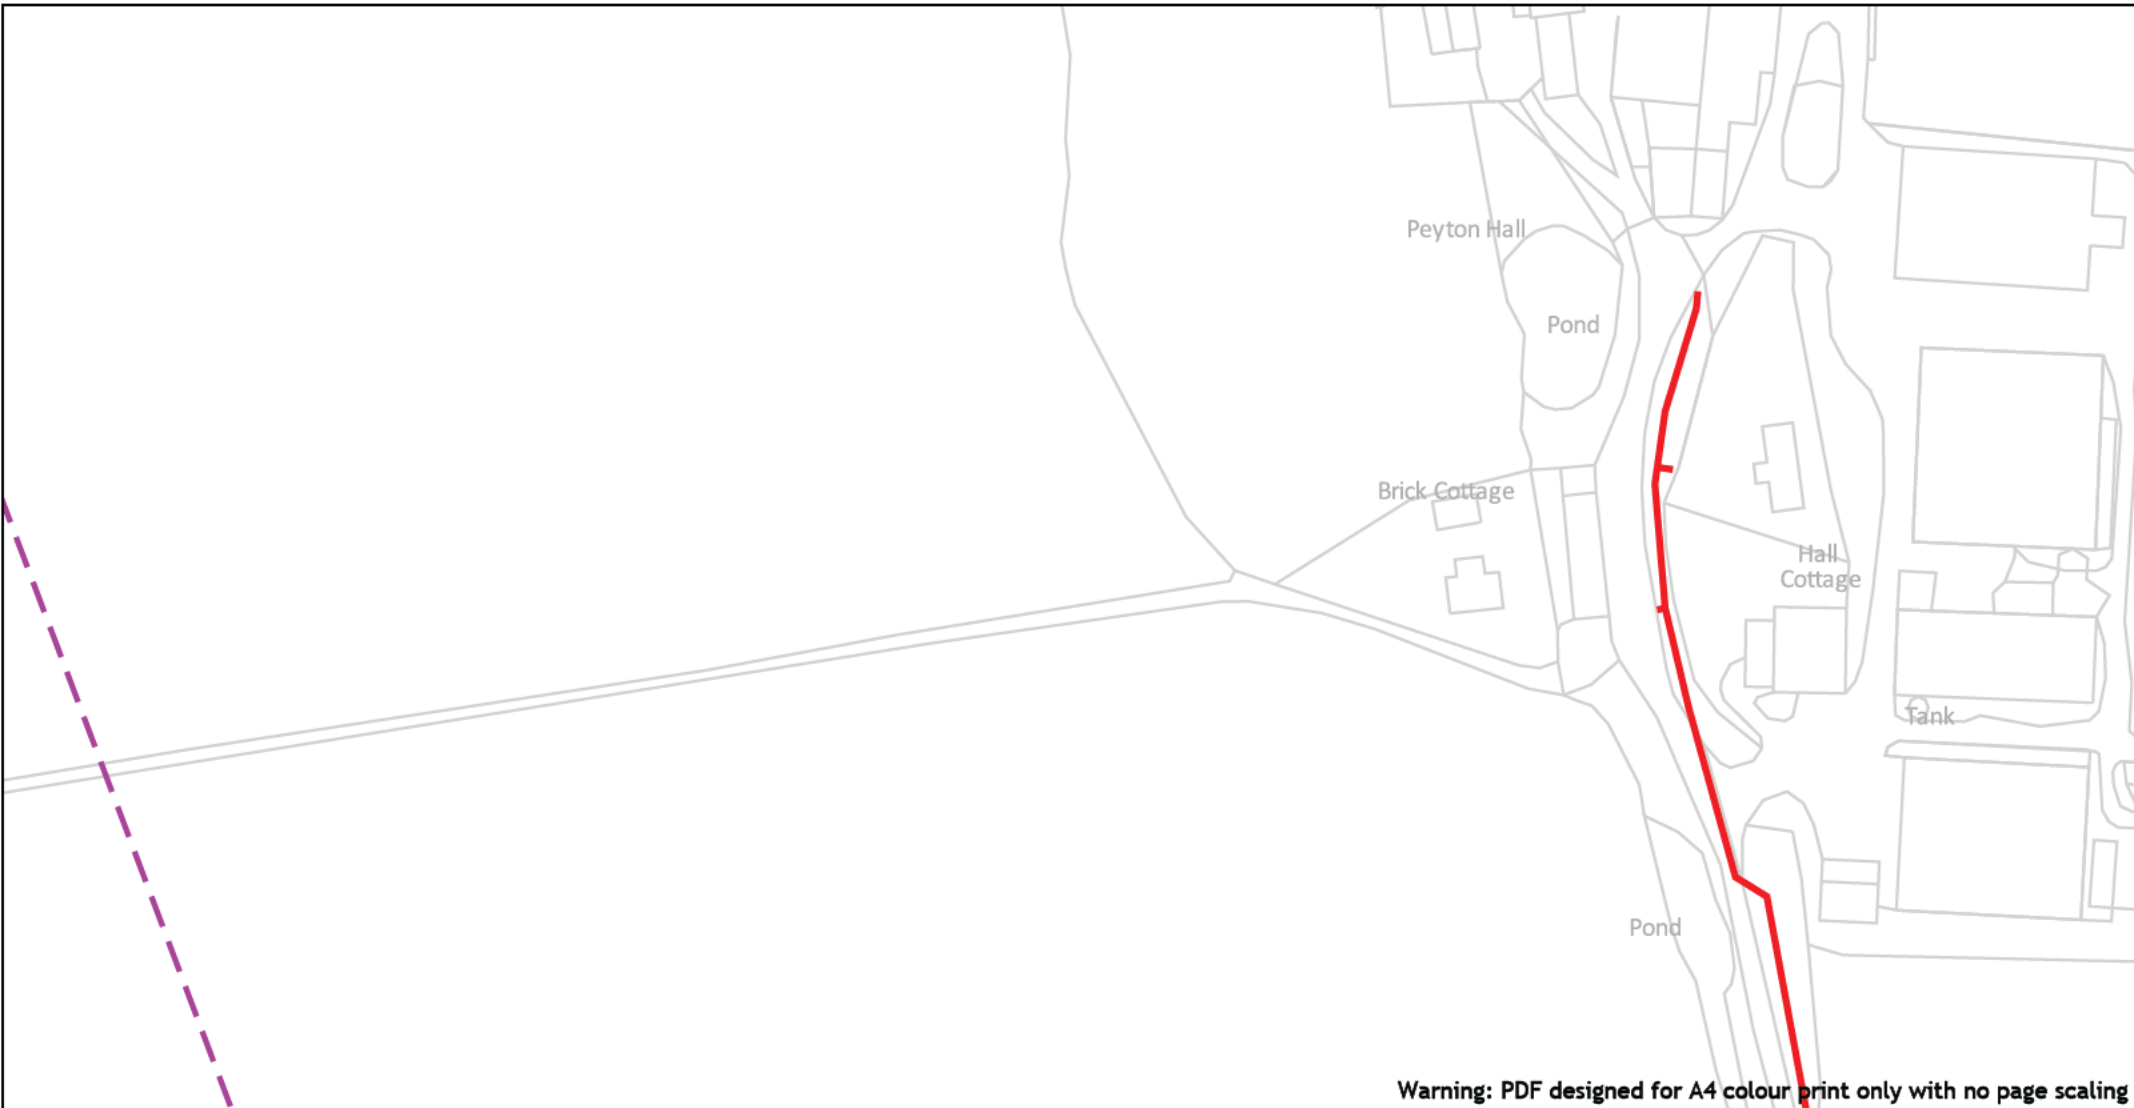 Peyton Hall
Pond
Brick Cottage
Hall
Cottage
Tank
Pond
Warning: PDF designed for A4 colour print only with no page scaling